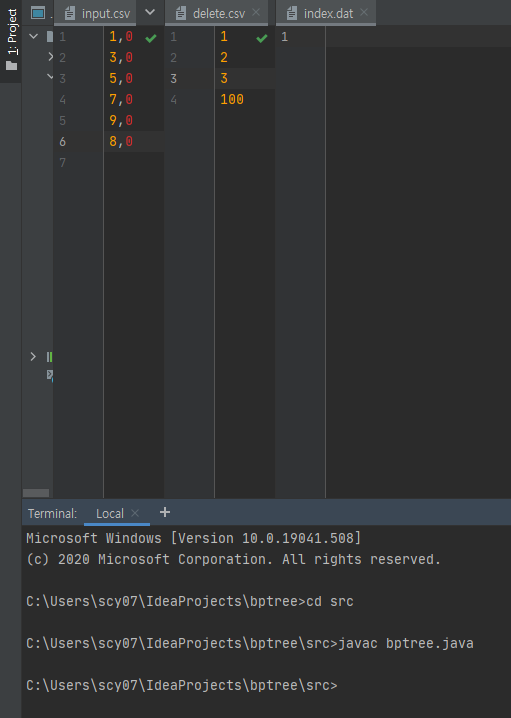 1: Project
input.csv
delete.csv
index.dat
1 1,0
2 3,0
3 5,0
4 7,0
5 9,0
6 8,0
7
1 1
2 2
3 3
4 100
1
Terminal: Local × +
Microsoft Windows [Version 10.0.19041.508]
(c) 2020 Microsoft Corporation. All rights reserved.
C:\Users\scy07\IdeaProjects\bptree>cd src
C:\Users\scy07\IdeaProjects\bptree\src>javac bptree.java
C:\Users\scy07\IdeaProjects\bptree\src>